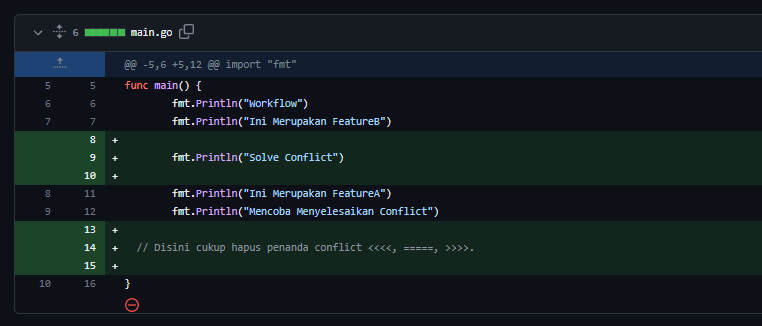 6 main.go
@@ -5,6 +5,12 @@ import "fmt"
5 5 func main() {
6 6 fmt.Println("Workflow")
7 7 fmt.Println("Ini Merupakan FeatureB")
8 +
9 + fmt.Println("Solve Conflict")
10 +
8 11 fmt.Println("Ini Merupakan FeatureA")
9 12 fmt.Println("Mencoba Menyelesaikan Conflict")
13 +
14 + // Disini cukup hapus penanda conflict <<<<, =====, >>>>.
15 +
10 16 }